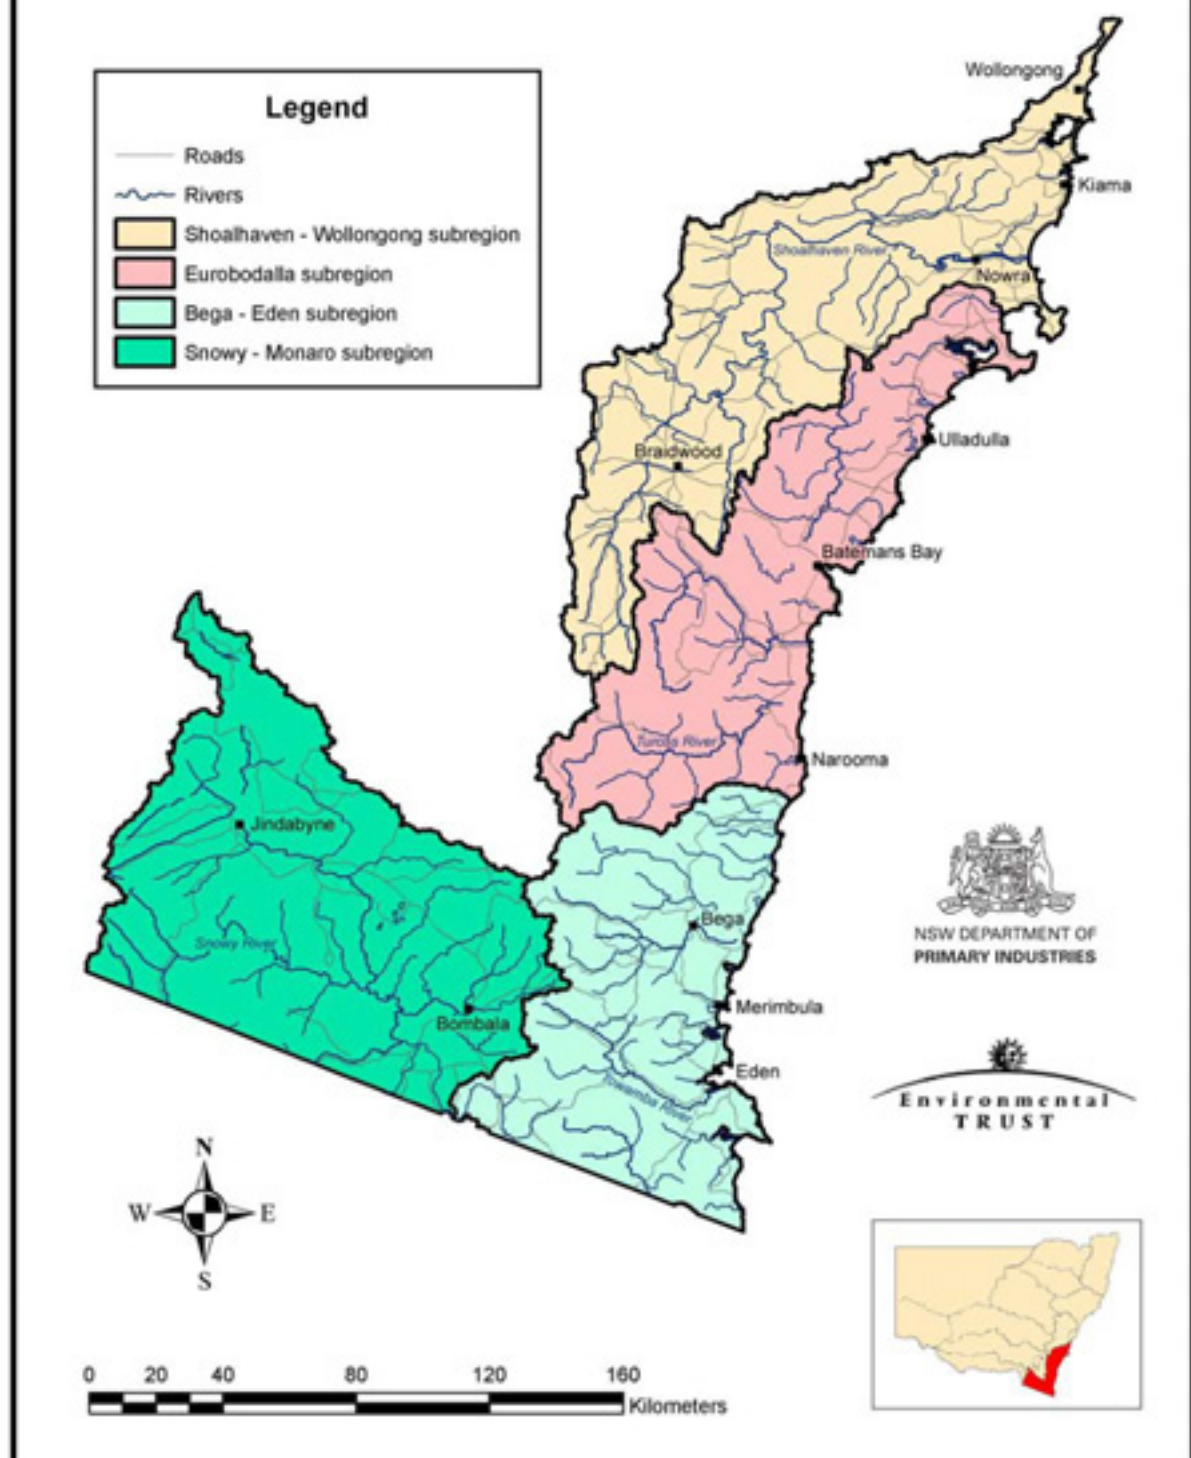 Legend
Roads
Rivers
Shoalhaven - Wollongong subregion
Eurobodalla subregion
Bega - Eden subregion
Snowy - Monaro subregion
Wollongong
Kiama
Shoalhaven River
Nowra
Ulladulla
Braidwood
Batemans Bay
Tuross River
Narooma
Jindabyne
Bega
Snowy River
Merimbula
Bombala
Eden
Towamba River
NSW DEPARTMENT OF
PRIMARY INDUSTRIES
Environmental
TRUST
N
W E
S
0 20 40 80 120 160
Kilometers